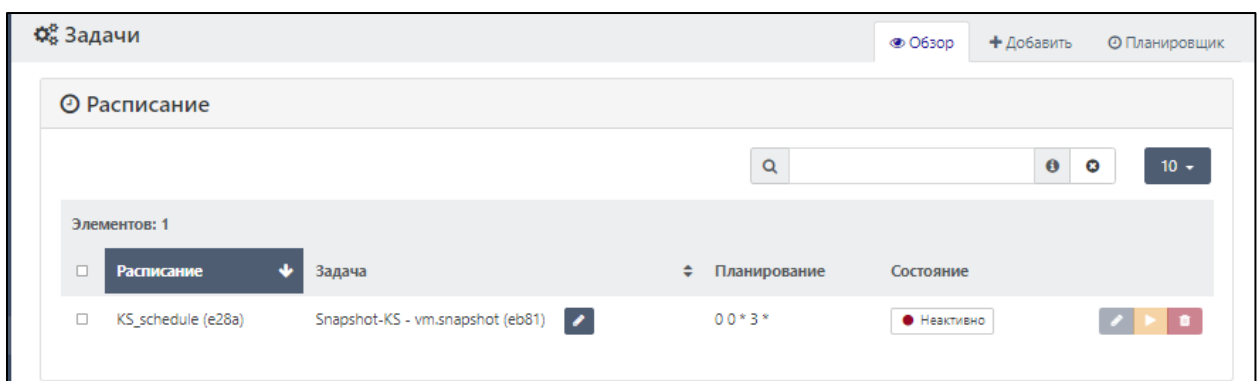 Задачи
Обзор
Добавить
Планировщик
Расписание
10
Элементов: 1
Расписание Задача Планирование Состояние
KS_schedule (e28a) Snapshot-KS - vm.snapshot (eb81) 0 0 * 3 * Неактивно